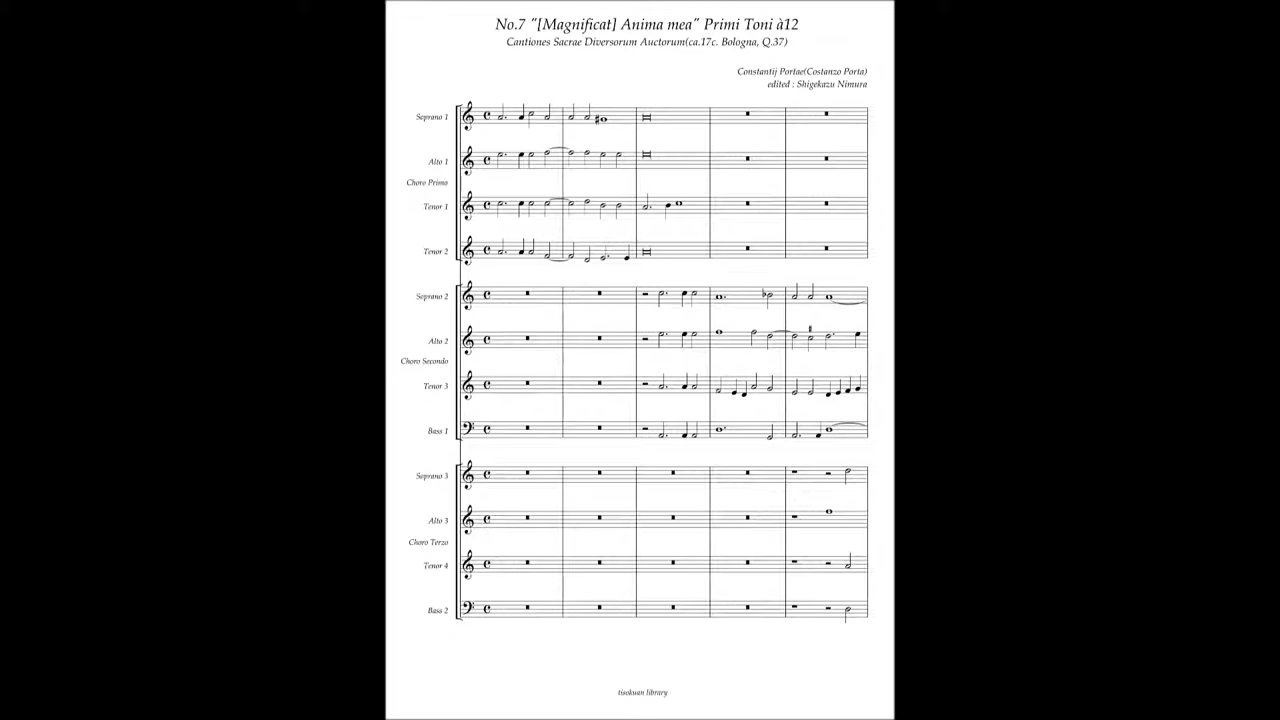 No.7 "[Magnificat] Anima mea" Primi Toni à12
Cantiones Sacrae Diversorum Auctorum(ca.17c. Bologna, Q.37)
Constantij Portae(Costanzo Porta)
edited : Shigekazu Nimura
Soprano 1
Alto 1
Choro Primo
Tenor 1
Tenor 2
Soprano 2
Alto 2
Choro Secondo
Tenor 3
Bass 1
Soprano 3
Alto 3
Choro Terzo
Tenor 4
Bass 2
tisokuan library